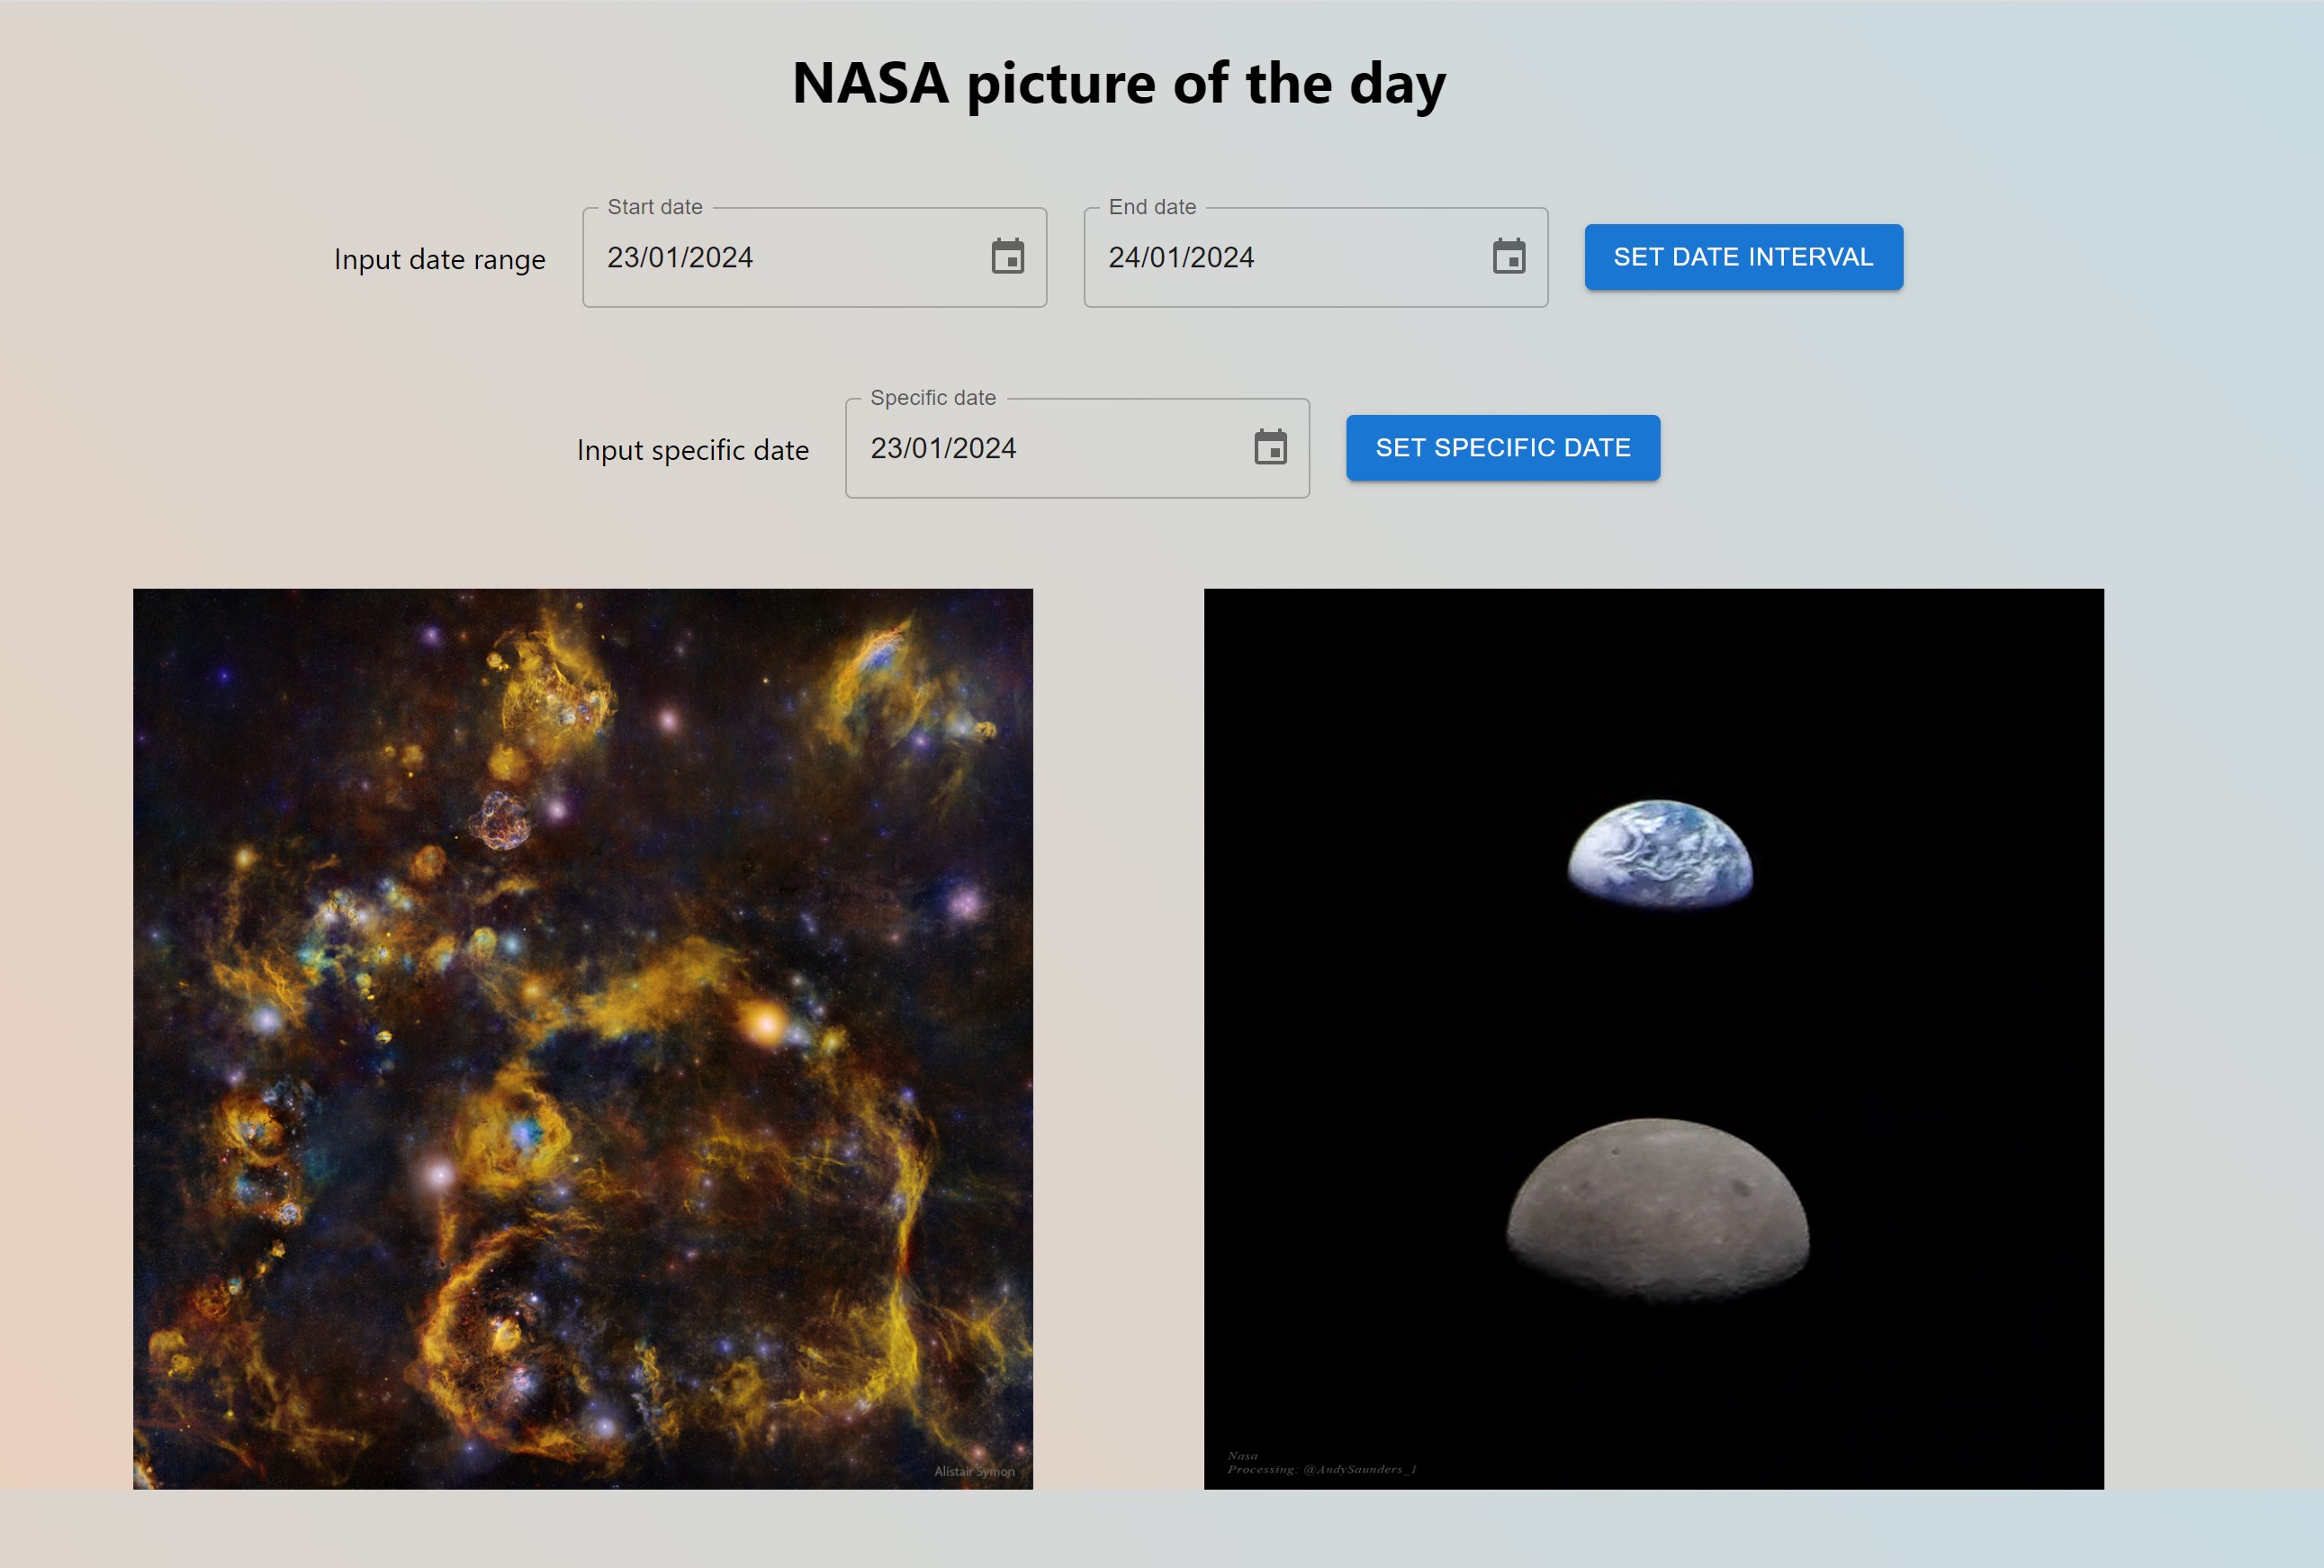 NASA picture of the day
Start date
End date
Input date range
23/01/2024
24/01/2024
SET DATE INTERVAL
Specific date
Input specific date
23/01/2024
SET SPECIFIC DATE
Alistair Symon
Nasa
Processing: @AndySaunders_1